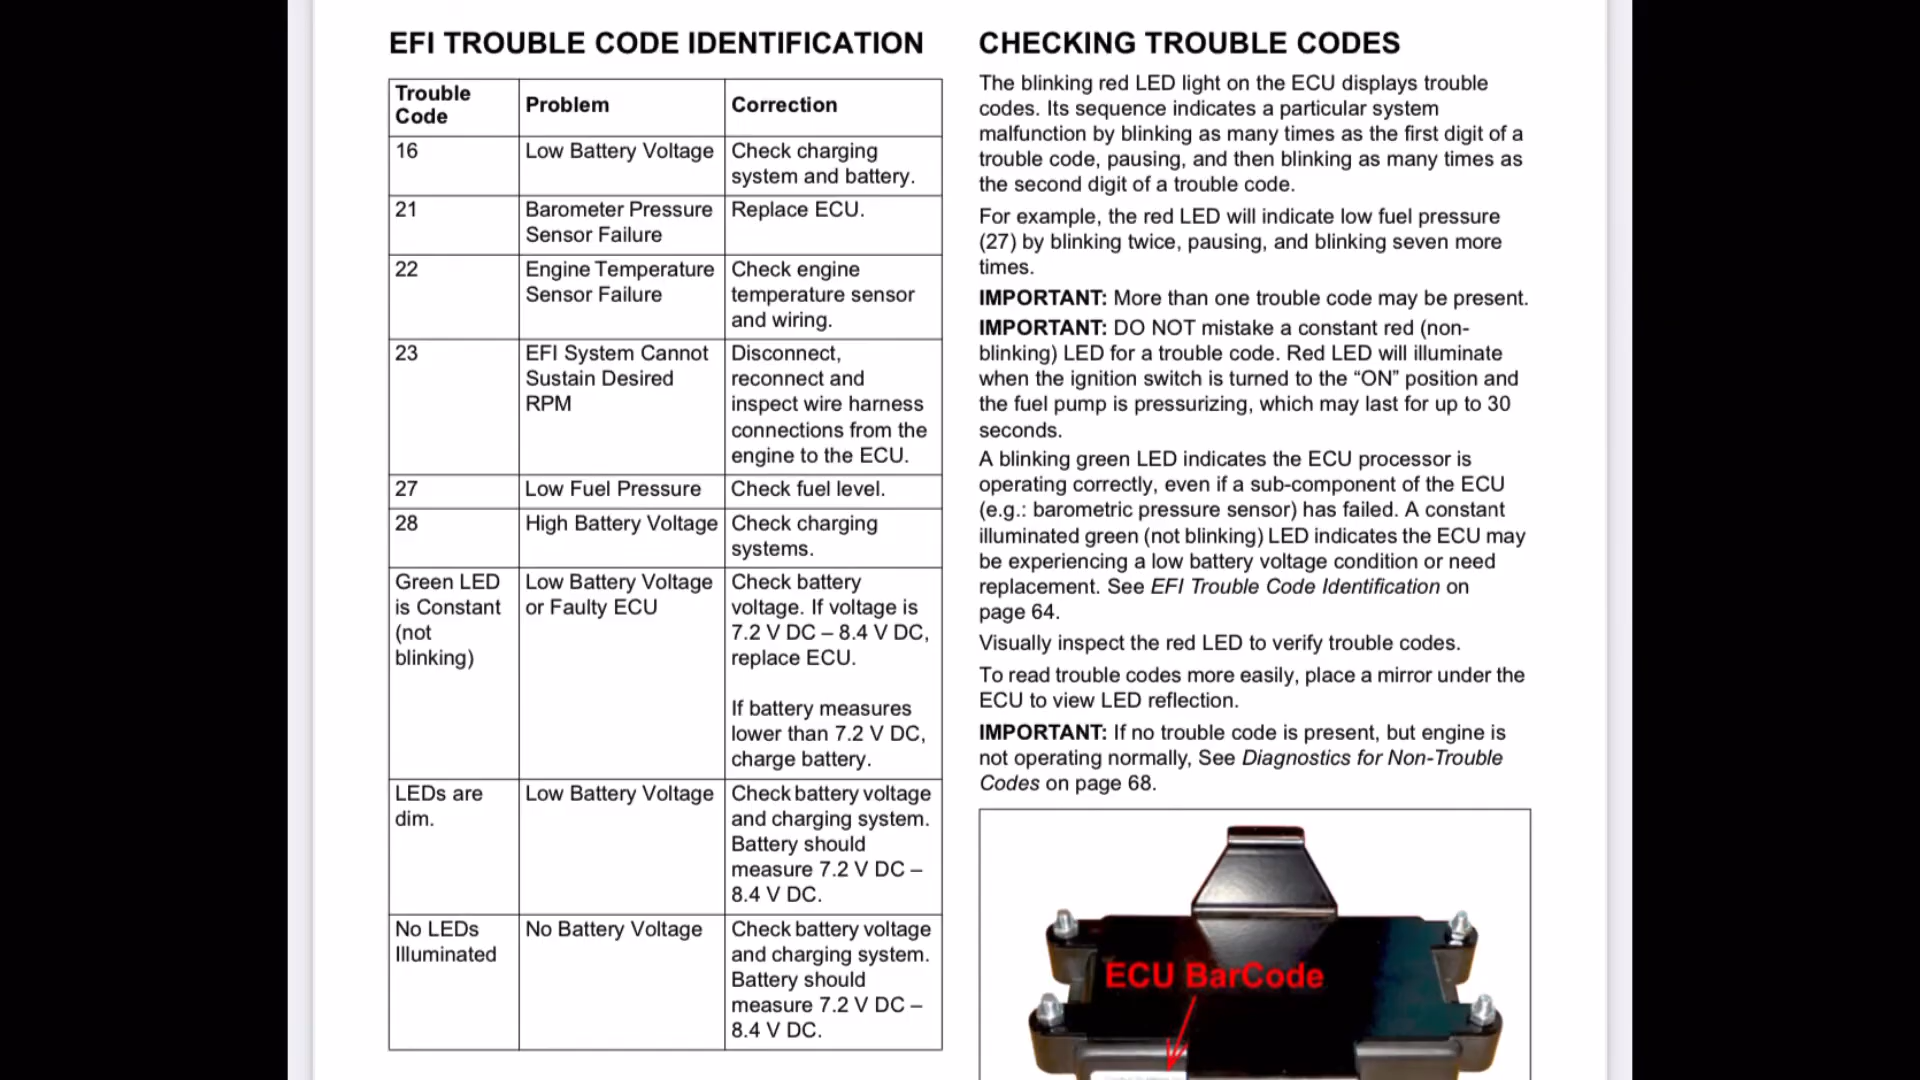 EFI TROUBLE CODE IDENTIFICATION
Trouble
Code
Problem
Correction
16
Low Battery Voltage
Check charging
system and battery.
21
Barometer Pressure
Sensor Failure
Replace ECU.
22
Engine Temperature
Sensor Failure
Check engine
temperature sensor
and wiring.
23
EFI System Cannot
Sustain Desired
RPM
Disconnect,
reconnect and
inspect wire harness
connections from the
engine to the ECU.
27
Low Fuel Pressure
Check fuel level.
28
High Battery Voltage
Check charging
systems.
Green LED
is Constant
(not
blinking)
Low Battery Voltage
or Faulty ECU
Check battery
voltage. If voltage is
7.2 V DC – 8.4 V DC,
replace ECU.
If battery measures
lower than 7.2 V DC,
charge battery.
LEDs are
dim.
Low Battery Voltage
Check battery voltage
and charging system.
Battery should
measure 7.2 V DC –
8.4 V DC.
No LEDs
Illuminated
No Battery Voltage
Check battery voltage
and charging system.
Battery should
measure 7.2 V DC –
8.4 V DC.
CHECKING TROUBLE CODES
The blinking red LED light on the ECU displays trouble
codes. Its sequence indicates a particular system
malfunction by blinking as many times as the first digit of a
trouble code, pausing, and then blinking as many times as
the second digit of a trouble code.
For example, the red LED will indicate low fuel pressure
(27) by blinking twice, pausing, and blinking seven more
times.
IMPORTANT: More than one trouble code may be present.
IMPORTANT: DO NOT mistake a constant red (non-
blinking) LED for a trouble code. Red LED will illuminate
when the ignition switch is turned to the “ON” position and
the fuel pump is pressurizing, which may last for up to 30
seconds.
A blinking green LED indicates the ECU processor is
operating correctly, even if a sub-component of the ECU
(e.g.: barometric pressure sensor) has failed. A constant
illuminated green (not blinking) LED indicates the ECU may
be experiencing a low battery voltage condition or need
replacement. See EFI Trouble Code Identification on
page 64.
Visually inspect the red LED to verify trouble codes.
To read trouble codes more easily, place a mirror under the
ECU to view LED reflection.
IMPORTANT: If no trouble code is present, but engine is
not operating normally, See Diagnostics for Non-Trouble
Codes on page 68.
ECU BarCode